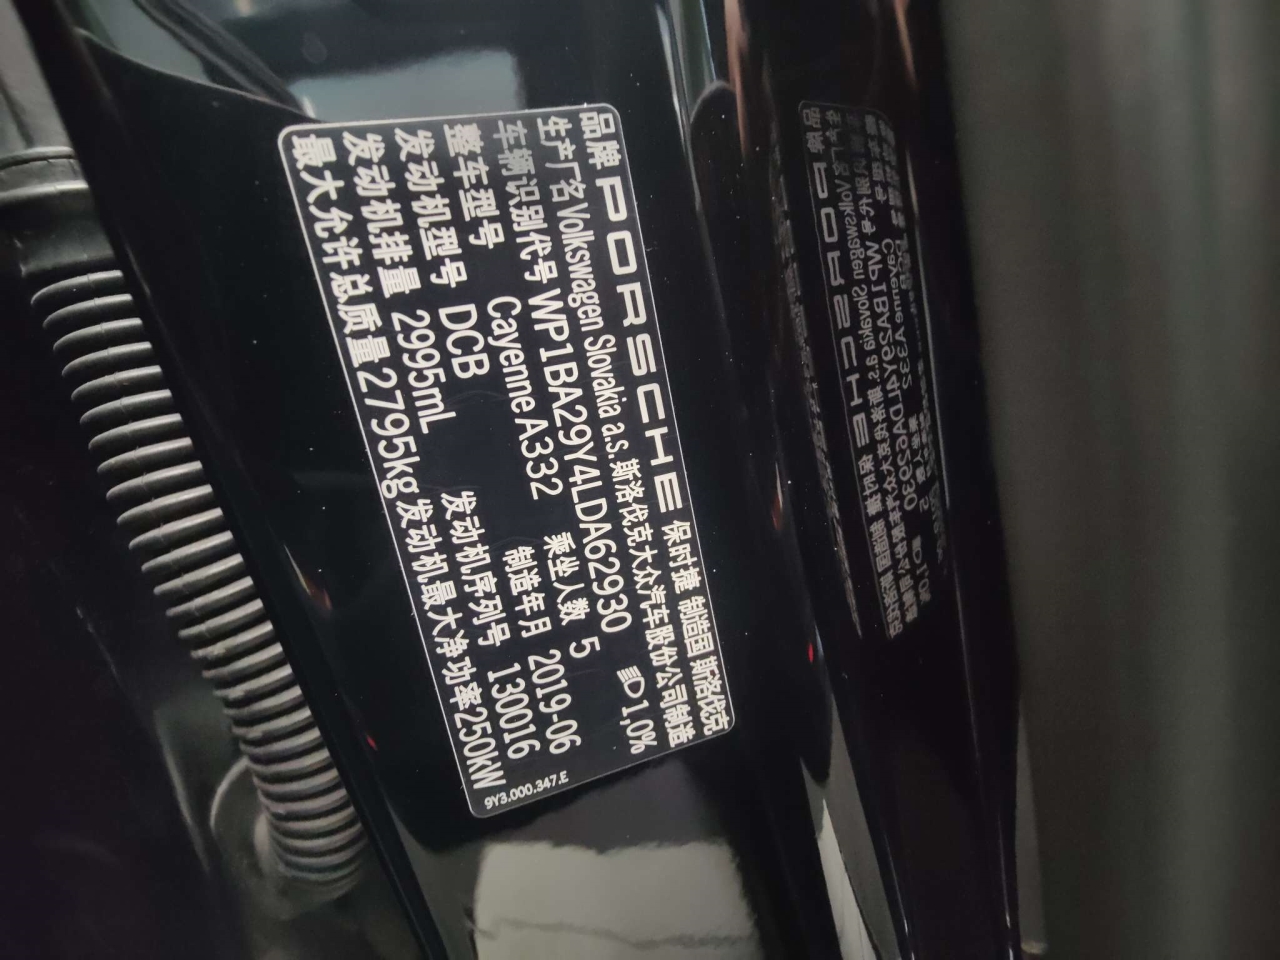 品牌 PORSCHE 保时捷 制造国 斯洛伐克
生产厂名 Volkswagen Slovakia a.s. 斯洛伐克大众汽车股份公司制造
车辆识别代号 WP1BA29Y4LDA62930 1,0%
整车型号 Cayenne A332 乘坐人数 5
发动机型号 DCB 制造年月 2019-06
发动机排量 2995mL 发动机序列号 130016
最大允许总质量 2795kg 发动机最大净功率 250kW
9Y3.000.347.E